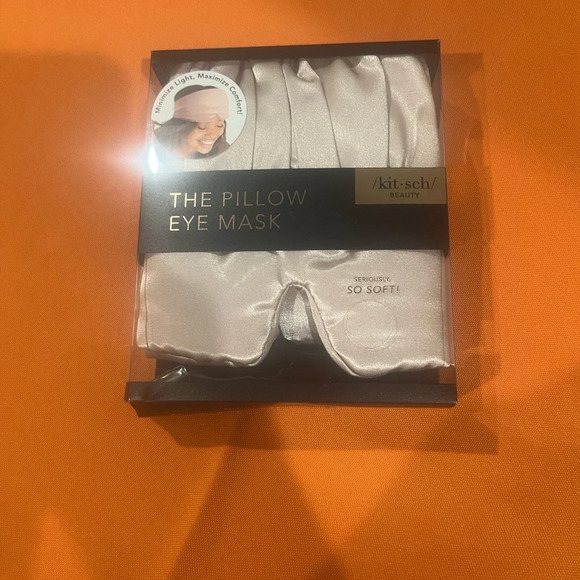 Minimize Light, Maximize Comfort!
THE PILLOW
EYE MASK
/kit·sch/
BEAUTY
SERIOUSLY,
SO SOFT!